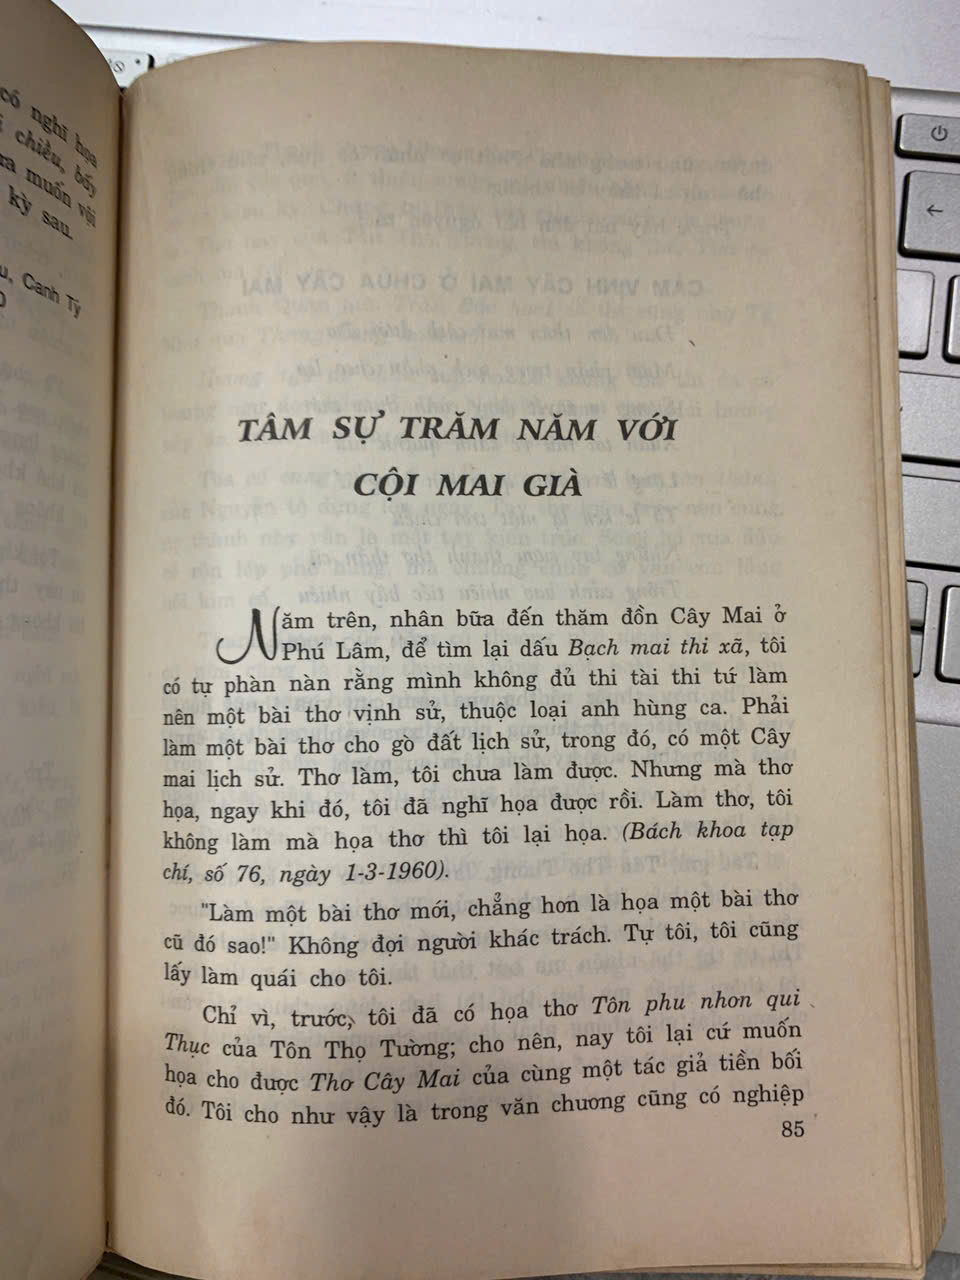 có nghĩ họa
chiều, bấy
ra muốn vội
kỳ sau.
Canh Tý
TÂM SỰ TRĂM NĂM VỚI
CỘI MAI GIÀ
Năm trên, nhân bữa đến thăm đồn Cây Mai ở
Phú Lâm, để tìm lại dấu Bạch mai thi xã, tôi
có tự phàn nàn rằng mình không đủ thi tài thi tứ làm
nên một bài thơ vịnh sử, thuộc loại anh hùng ca. Phải
làm một bài thơ cho gò đất lịch sử, trong đó, có một Cây
mai lịch sử. Thơ làm, tôi chưa làm được. Nhưng mà thơ
họa, ngay khi đó, tôi đã nghĩ họa được rồi. Làm thơ, tôi
không làm mà họa thơ thì tôi lại họa. (Bách khoa tạp
chí, số 76, ngày 1-3-1960).
"Làm một bài thơ mới, chẳng hơn là họa một bài thơ
cũ đó sao!" Không đợi người khác trách. Tự tôi, tôi cũng
lấy làm quái cho tôi.
Chỉ vì, trước, tôi đã có họa thơ Tôn phu nhơn qui
Thục của Tôn Thọ Tường; cho nên, nay tôi lại cứ muốn
họa cho được Thơ Cây Mai của cùng một tác giả tiền bối
đó. Tôi cho như vậy là trong văn chương cũng có nghiệp
85